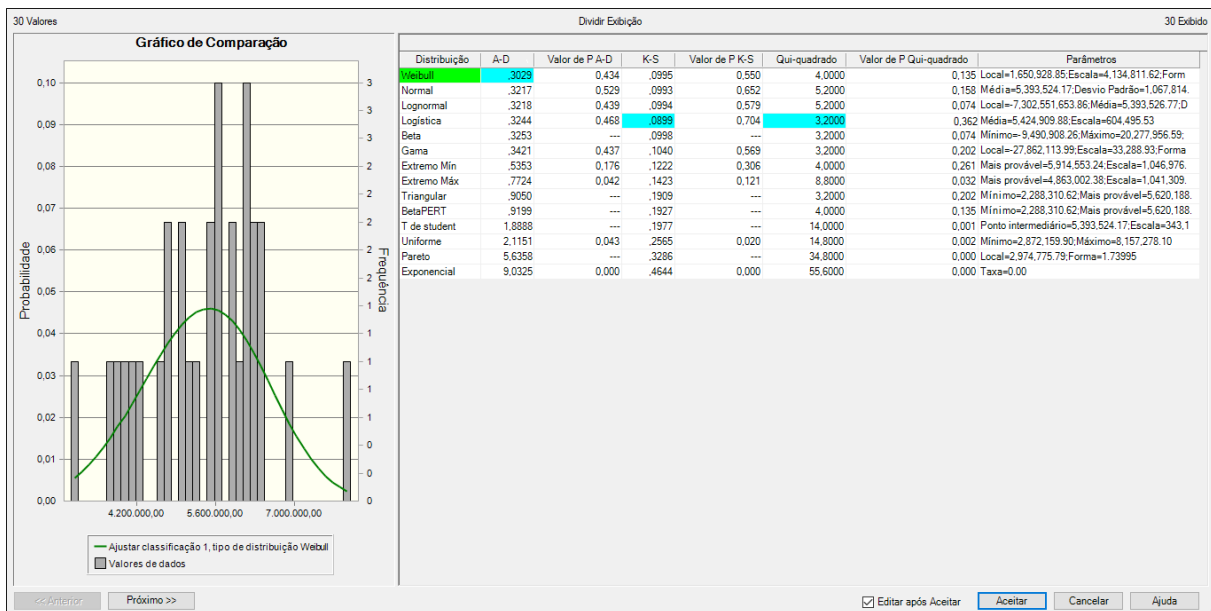 30 Valores Dividir Exibição 30 Exibido
Gráfico de Comparação
Probabilidade
0,10
0,09
0,08
0,07
0,06
0,05
0,04
0,03
0,02
0,01
0,00
3
3
3
3
2
2
2
2
2
1
1
1
1
0
0
0
Frequência
4.200.000,00 5.600.000,00 7.000.000,00
Ajustar classificação 1, tipo de distribuição Weibull
Valores de dados
Distribuição A-D Valor de P A-D K-S Valor de P K-S Qui-quadrado Valor de P Qui-quadrado Parâmetros
Weibull ,3029 0,434 ,0995 0,550 4,0000 0,135 Local=1,650,928.85;Escala=4,134,811.62;Form
Normal ,3217 0,529 ,0993 0,652 5,2000 0,158 Média=5,393,524.17;Desvio Padrão=1,067,814.
Lognormal ,3218 0,439 ,0994 0,579 5,2000 0,074 Local=-7,302,551,653.86;Média=5,393,526.77;D
Logística ,3244 0,468 ,0899 0,704 3,2000 0,362 Média=5,424,909.88;Escala=604,495.53
Beta ,3253 --- ,0998 --- 3,2000 0,074 Mínimo=-9,490,908.26;Máximo=20,277,956.59;
Gama ,3421 0,437 ,1040 0,569 3,2000 0,202 Local=-27,862,113.99;Escala=33,288.93;Forma
Extremo Mín ,5353 0,176 ,1222 0,306 4,0000 0,261 Mais provável=5,914,553.24;Escala=1,046,976.
Extremo Máx ,7724 0,042 ,1423 0,121 8,8000 0,032 Mais provável=4,863,002.38;Escala=1,041,309.
Triangular ,9050 --- ,1909 --- 3,2000 0,202 Mínimo=2,288,310.62;Mais provável=5,620,188.
BetaPERT ,9199 --- ,1927 --- 4,0000 0,135 Mínimo=2,288,310.62;Mais provável=5,620,188.
T de student 1,8888 --- ,1977 --- 14,0000 0,001 Ponto intermediário=5,393,524.17;Escala=343,1
Uniforme 2,1151 0,043 ,2565 0,020 14,8000 0,002 Mínimo=2,872,159.90;Máximo=8,157,278.10
Pareto 5,6358 --- ,3286 --- 34,8000 0,000 Local=2,974,775.79;Forma=1.73995
Exponencial 9,0325 0,000 ,4644 0,000 55,6000 0,000 Taxa=0.00
<< Anterior Próximo >> Editar após Aceitar Aceitar Cancelar Ajuda